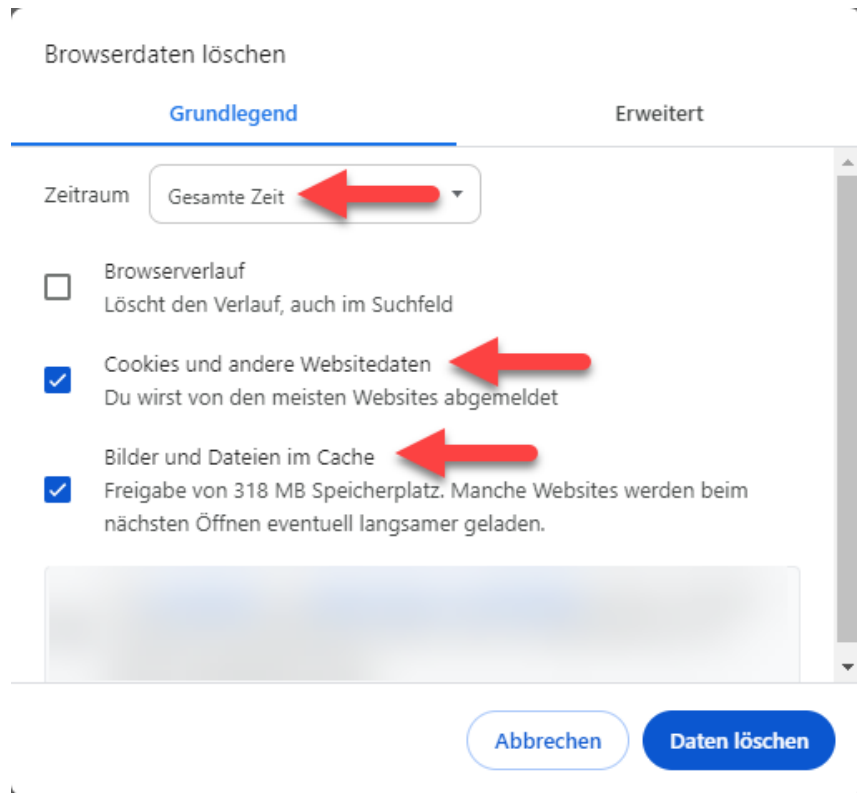 Browserdaten löschen
Grundlegend Erweitert
Zeitraum Gesamte Zeit
Browserverlauf
Löscht den Verlauf, auch im Suchfeld
Cookies und andere Websitedaten
Du wirst von den meisten Websites abgemeldet
Bilder und Dateien im Cache
Freigabe von 318 MB Speicherplatz. Manche Websites werden beim
nächsten Öffnen eventuell langsamer geladen.
Abbrechen Daten löschen